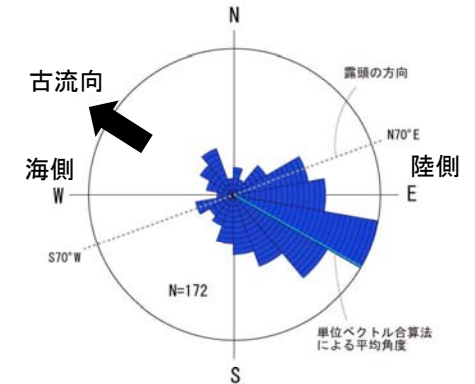 N
露頭の方向
古流向
N70°E
海側
陸側
W
E
S70°W
N=172
単位ベクトル合算法
による平均角度
S